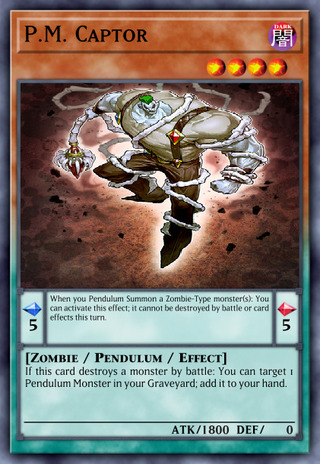 P.M. Captor
DARK
闇
When you Pendulum Summon a Zombie-Type monster(s): You
can activate this effect; it cannot be destroyed by battle or card
effects this turn.
5
5
[Zombie / Pendulum / Effect]
If this card destroys a monster by battle: You can target 1
Pendulum Monster in your Graveyard; add it to your hand.
ATK/1800 DEF/ 0